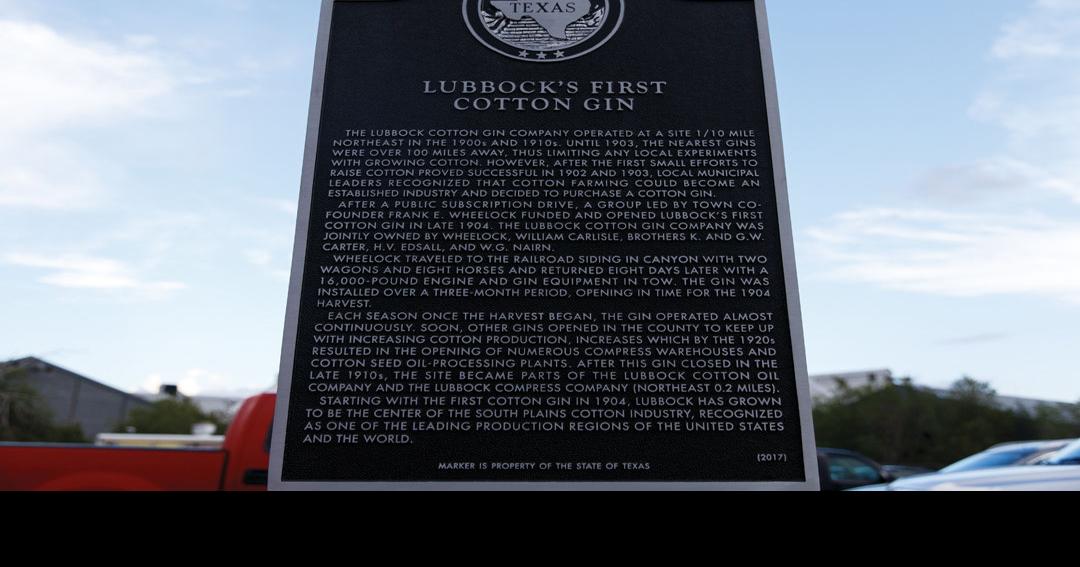 TEXAS
LUBBOCK'S FIRST
COTTON GIN
THE LUBBOCK COTTON GIN COMPANY OPERATED AT A SITE 1/10 MILE
NORTHEAST IN THE 1900s AND 1910s. UNTIL 1903, THE NEAREST GINS
WERE OVER 100 MILES AWAY, THUS LIMITING ANY LOCAL EXPERIMENTS
WITH GROWING COTTON. HOWEVER, AFTER THE FIRST SMALL EFFORTS TO
RAISE COTTON PROVED SUCCESSFUL IN 1902 AND 1903, LOCAL MUNICIPAL
LEADERS RECOGNIZED THAT COTTON FARMING COULD BECOME AN
ESTABLISHED INDUSTRY AND DECIDED TO PURCHASE A COTTON GIN.
AFTER A PUBLIC SUBSCRIPTION DRIVE, A GROUP LED BY TOWN CO-
FOUNDER FRANK E. WHEELOCK FUNDED AND OPENED LUBBOCK'S FIRST
COTTON GIN IN LATE 1904. THE LUBBOCK COTTON GIN COMPANY WAS
JOINTLY OWNED BY WHEELOCK, WILLIAM CARLISLE, BROTHERS K. AND G.W.
CARTER, H.V. EDSALL, AND W.G. NAIRN.
WHEELOCK TRAVELED TO THE RAILROAD SIDING IN CANYON WITH TWO
WAGONS AND EIGHT HORSES AND RETURNED EIGHT DAYS LATER WITH A
16,000-POUND ENGINE AND GIN EQUIPMENT IN TOW. THE GIN WAS
INSTALLED OVER A THREE-MONTH PERIOD, OPENING IN TIME FOR THE 1904
HARVEST.
EACH SEASON ONCE THE HARVEST BEGAN, THE GIN OPERATED ALMOST
CONTINUOUSLY. SOON, OTHER GINS OPENED IN THE COUNTY TO KEEP UP
WITH INCREASING COTTON PRODUCTION, INCREASES WHICH BY THE 1920s
RESULTED IN THE OPENING OF NUMEROUS COMPRESS WAREHOUSES AND
COTTON SEED OIL-PROCESSING PLANTS. AFTER THIS GIN CLOSED IN THE
LATE 1910s, THE SITE BECAME PARTS OF THE LUBBOCK COTTON OIL
COMPANY AND THE LUBBOCK COMPRESS COMPANY (NORTHEAST 0.2 MILES).
STARTING WITH THE FIRST COTTON GIN IN 1904, LUBBOCK HAS GROWN
TO BE THE CENTER OF THE SOUTH PLAINS COTTON INDUSTRY, RECOGNIZED
AS ONE OF THE LEADING PRODUCTION REGIONS OF THE UNITED STATES
AND THE WORLD.
(2017)
MARKER IS PROPERTY OF THE STATE OF TEXAS